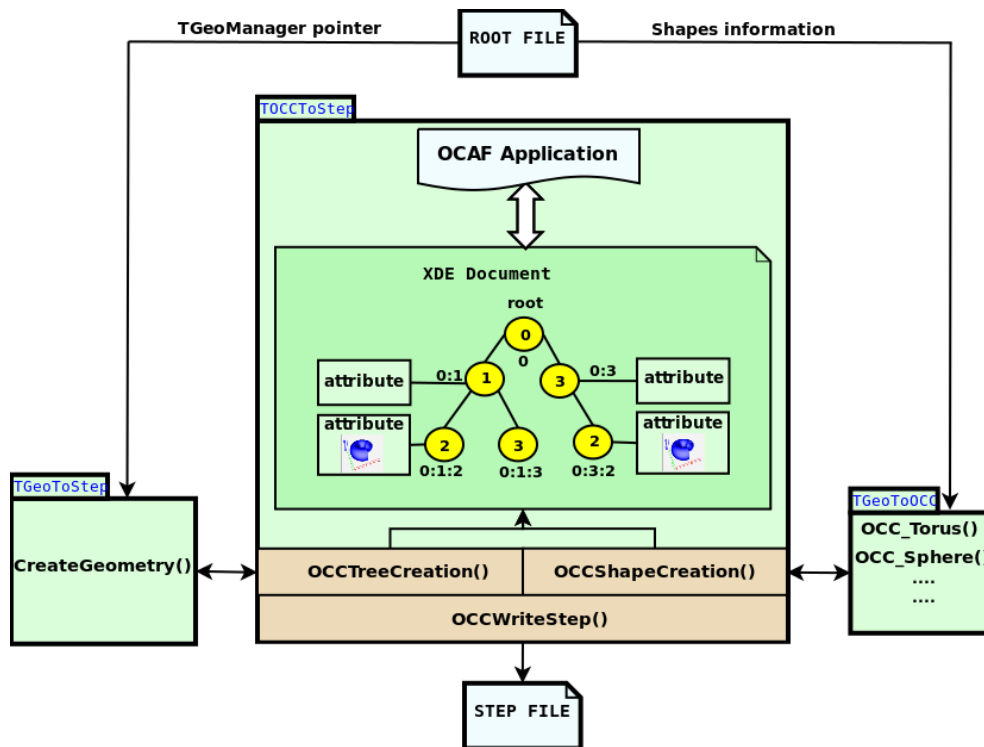 TGeoManager pointer
ROOT FILE
Shapes information
TOCCToStep
OCAF Application
XDE Document
root
0
0
attribute
0:1
1
3
0:3
attribute
attribute
2
0:1:2
3
0:1:3
2
0:3:2
attribute
TGeoToStep
CreateGeometry()
TGeoToOCC
OCC_Torus()
OCC_Sphere()
....
....
OCCTreeCreation()
OCCShapeCreation()
OCCWriteStep()
STEP FILE